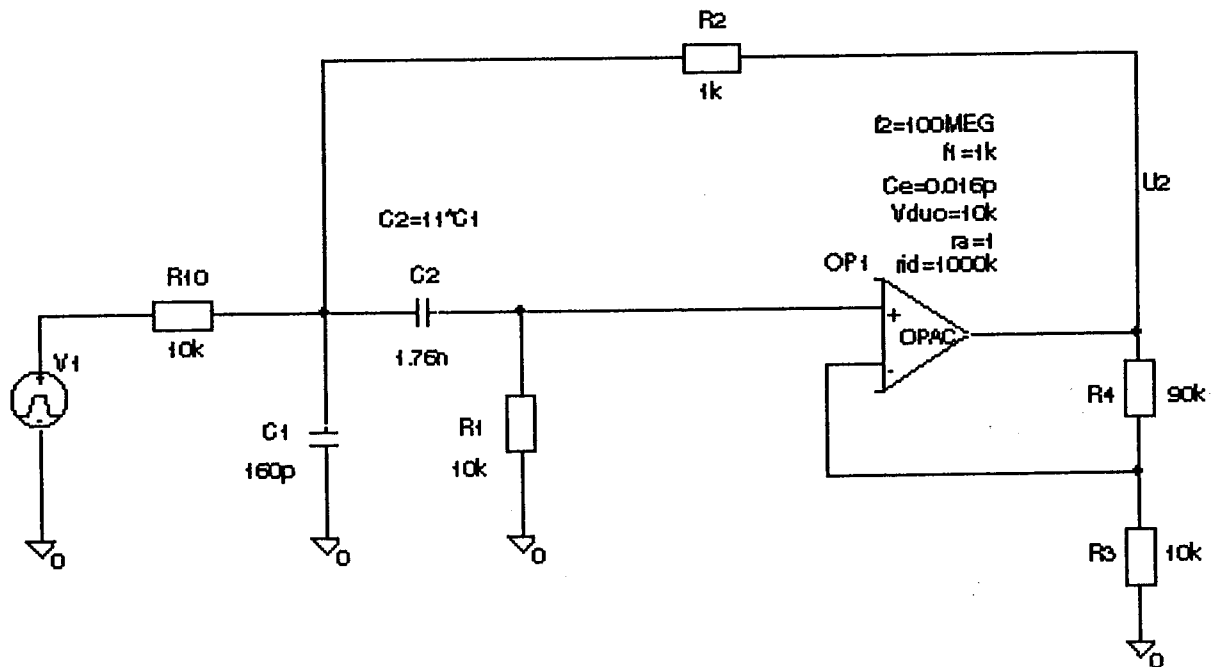 R2
1k
f2=100MEG
f1=1k
Ce=0.016p
Vduo=10k
ra=1
rid=1000k
U2
C2=11*C1
OP1
R10
C2
10k
1.76n
+
OPAC
-
V1
+
-
R4
90k
C1
R1
160p
10k
R3
10k
0
0
0
0